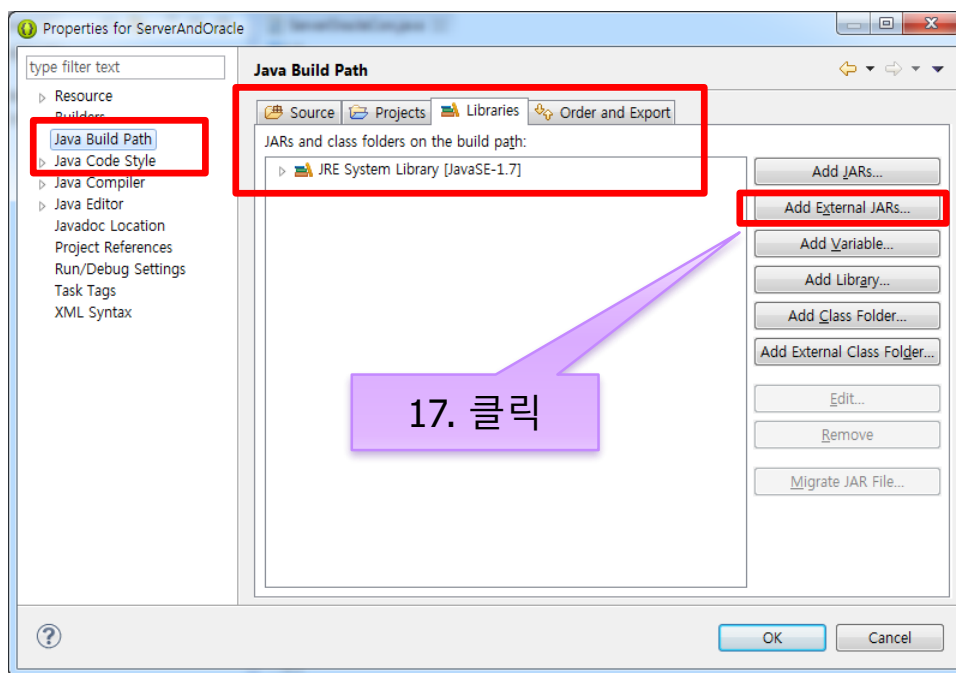 Properties for ServerAndOracle
type filter text
Resource
Builders
Java Build Path
Java Code Style
Java Compiler
Java Editor
Javadoc Location
Project References
Run/Debug Settings
Task Tags
XML Syntax
Java Build Path
Source Projects Libraries Order and Export
JARs and class folders on the build path:
JRE System Library [JavaSE-1.7]
Add JARs...
Add External JARs...
Add Variable...
Add Library...
Add Class Folder...
Add External Class Folder...
Edit...
Remove
Migrate JAR File...
17. 클릭
OK
Cancel